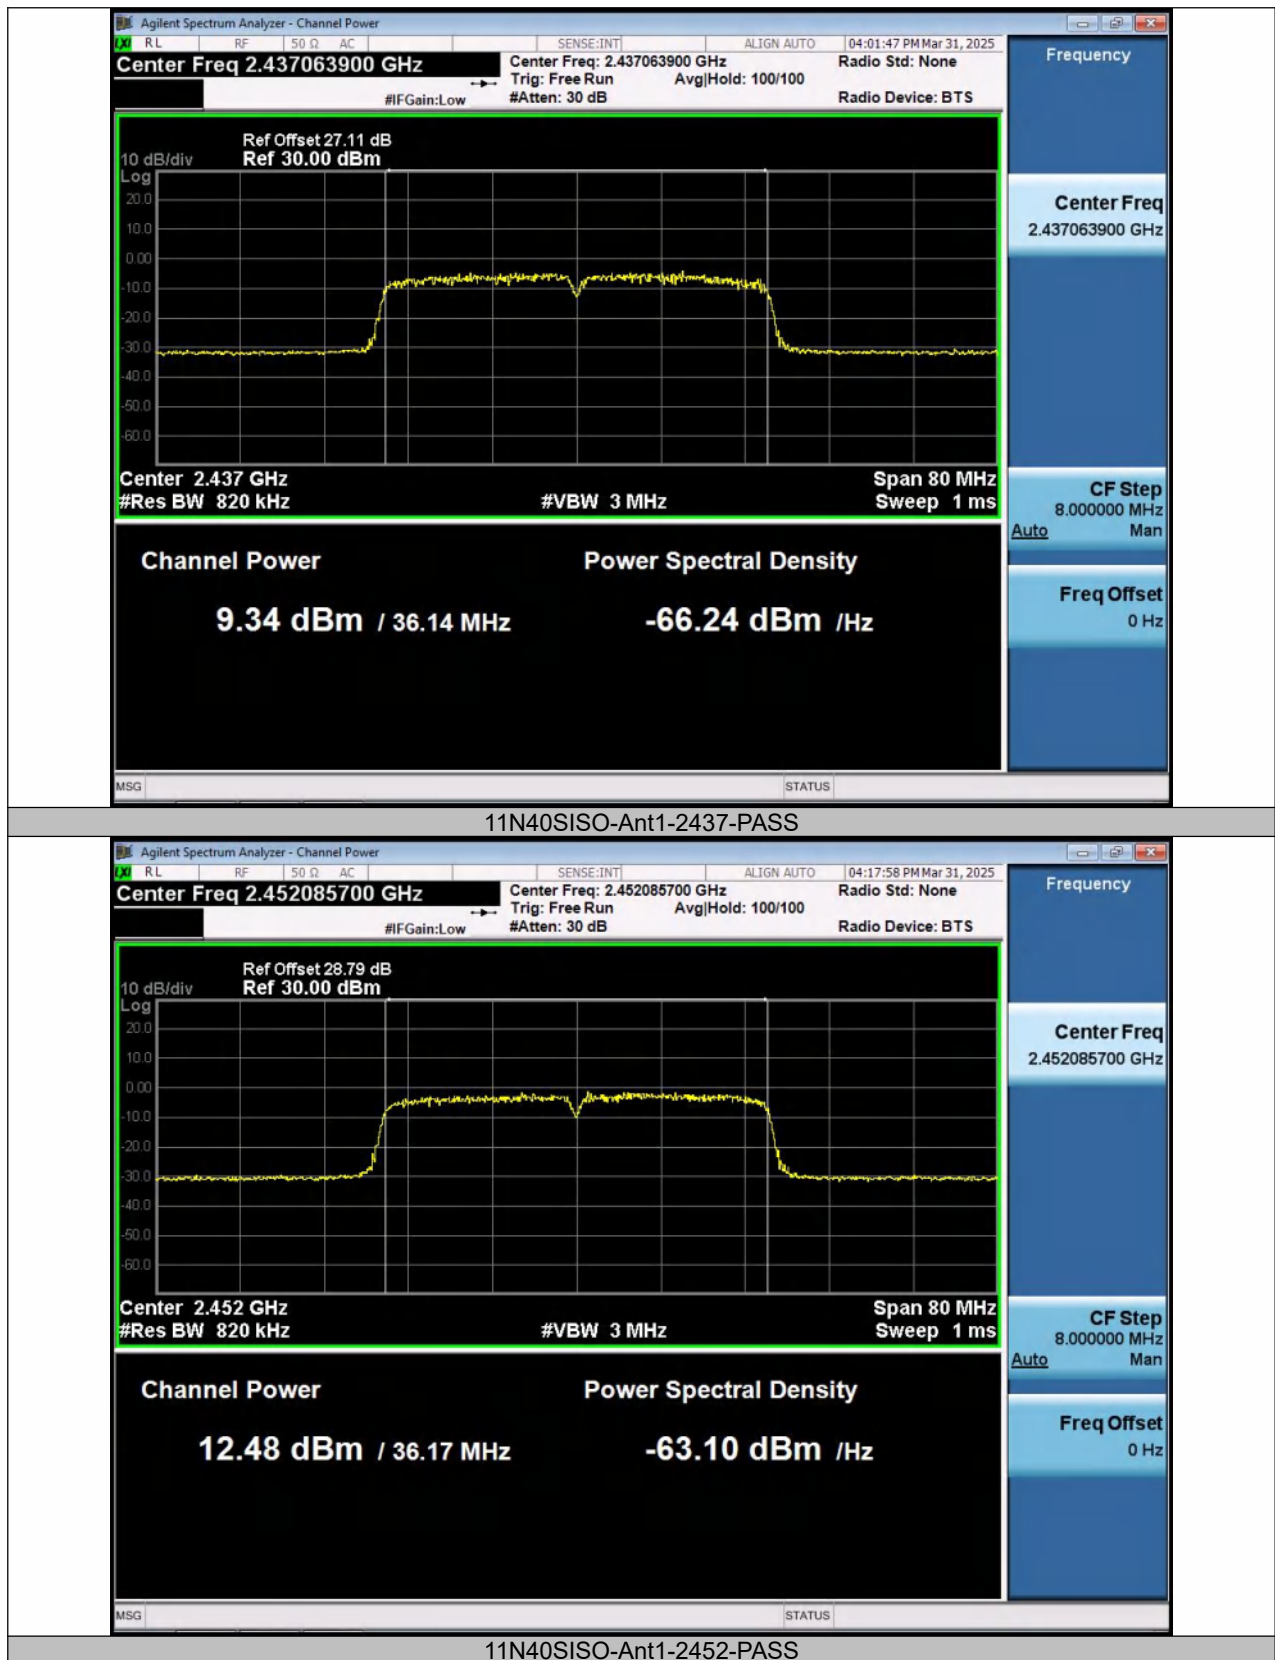 Agilent Spectrum Analyzer - Channel Power
LXI RL RF 50 Ω AC SENSE:INT ALIGN AUTO 04:01:47 PM Mar 31, 2025
Center Freq 2.437063900 GHz Center Freq: 2.437063900 GHz Radio Std: None
Trig: Free Run Avg|Hold: 100/100
#IFGain:Low #Atten: 30 dB Radio Device: BTS
Frequency
Ref Offset 27.11 dB
10 dB/div Ref 30.00 dBm
Log
20.0
10.0
0.00
-10.0
-20.0
-30.0
-40.0
-50.0
-60.0
Center 2.437 GHz Span 80 MHz
#Res BW 820 kHz #VBW 3 MHz Sweep 1 ms
Channel Power Power Spectral Density
9.34 dBm / 36.14 MHz -66.24 dBm /Hz
Center Freq
2.437063900 GHz
CF Step
8.000000 MHz
Auto Man
Freq Offset
0 Hz
MSG STATUS
11N40SISO-Ant1-2437-PASS
Agilent Spectrum Analyzer - Channel Power
LXI RL RF 50 Ω AC SENSE:INT ALIGN AUTO 04:17:58 PM Mar 31, 2025
Center Freq 2.452085700 GHz Center Freq: 2.452085700 GHz Radio Std: None
Trig: Free Run Avg|Hold: 100/100
#IFGain:Low #Atten: 30 dB Radio Device: BTS
Frequency
Ref Offset 28.79 dB
10 dB/div Ref 30.00 dBm
Log
20.0
10.0
0.00
-10.0
-20.0
-30.0
-40.0
-50.0
-60.0
Center 2.452 GHz Span 80 MHz
#Res BW 820 kHz #VBW 3 MHz Sweep 1 ms
Channel Power Power Spectral Density
12.48 dBm / 36.17 MHz -63.10 dBm /Hz
Center Freq
2.452085700 GHz
CF Step
8.000000 MHz
Auto Man
Freq Offset
0 Hz
MSG STATUS
11N40SISO-Ant1-2452-PASS